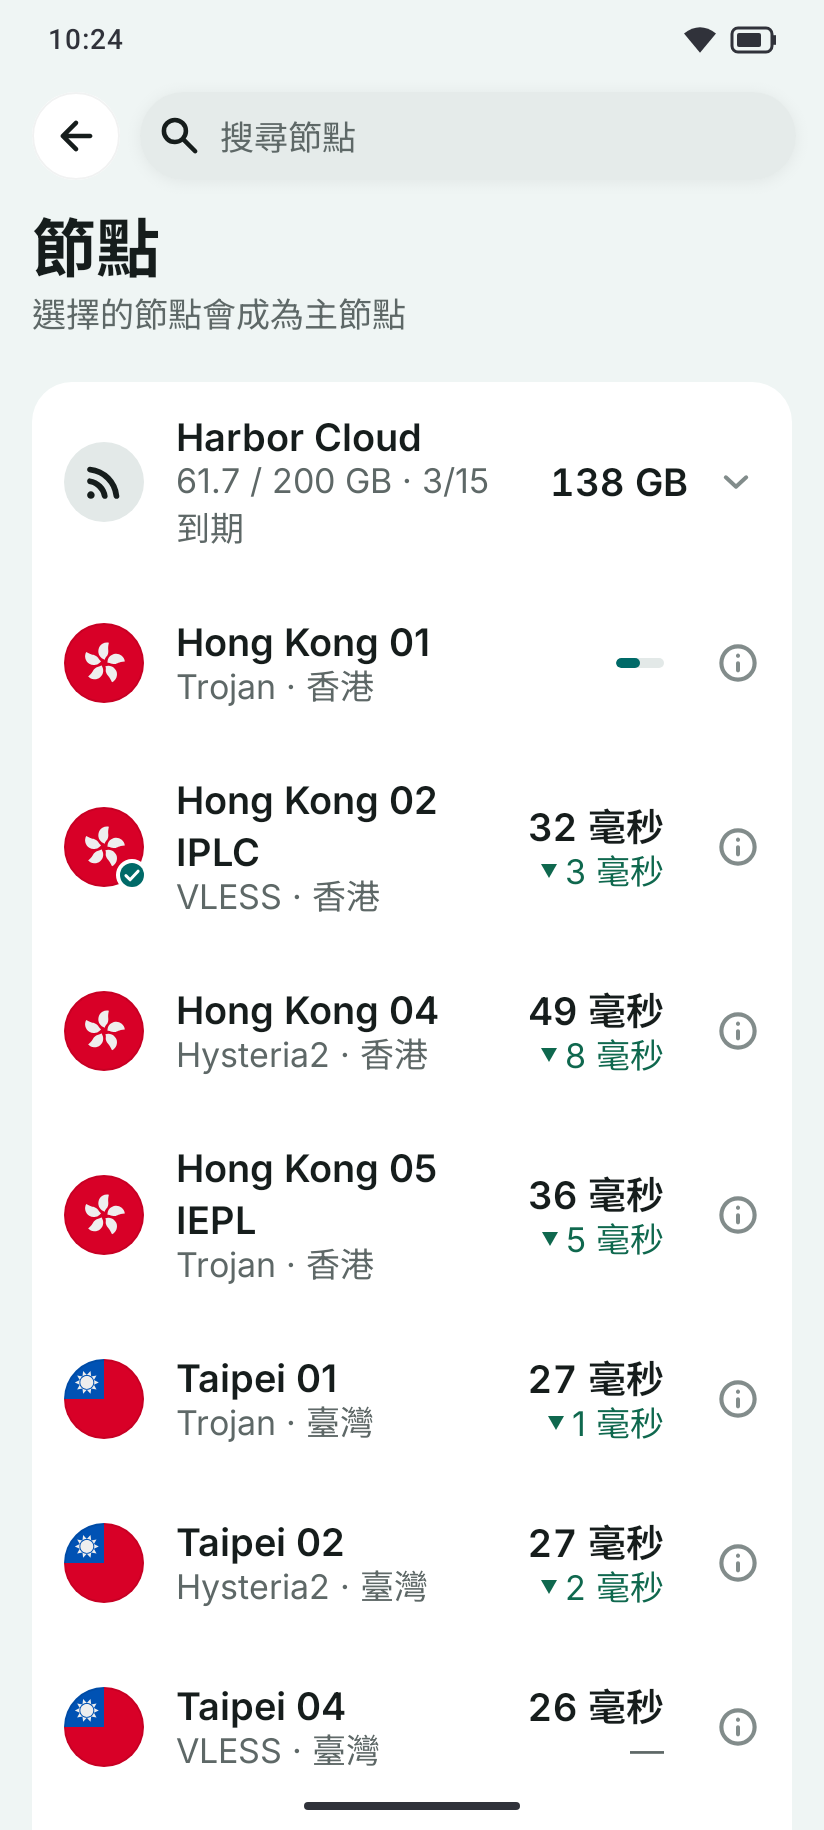 10:24
搜尋節點
節點
選擇的節點會成為主節點
Harbor Cloud
61.7 / 200 GB · 3/15
到期
138 GB
Hong Kong 01
Trojan · 香港
Hong Kong 02
IPLC
VLESS · 香港
32 毫秒
▼3 毫秒
Hong Kong 04
Hysteria2 · 香港
49 毫秒
▼8 毫秒
Hong Kong 05
IEPL
Trojan · 香港
36 毫秒
▼5 毫秒
Taipei 01
Trojan · 臺灣
27 毫秒
▼1 毫秒
Taipei 02
Hysteria2 · 臺灣
27 毫秒
▼2 毫秒
Taipei 04
VLESS · 臺灣
26 毫秒
—